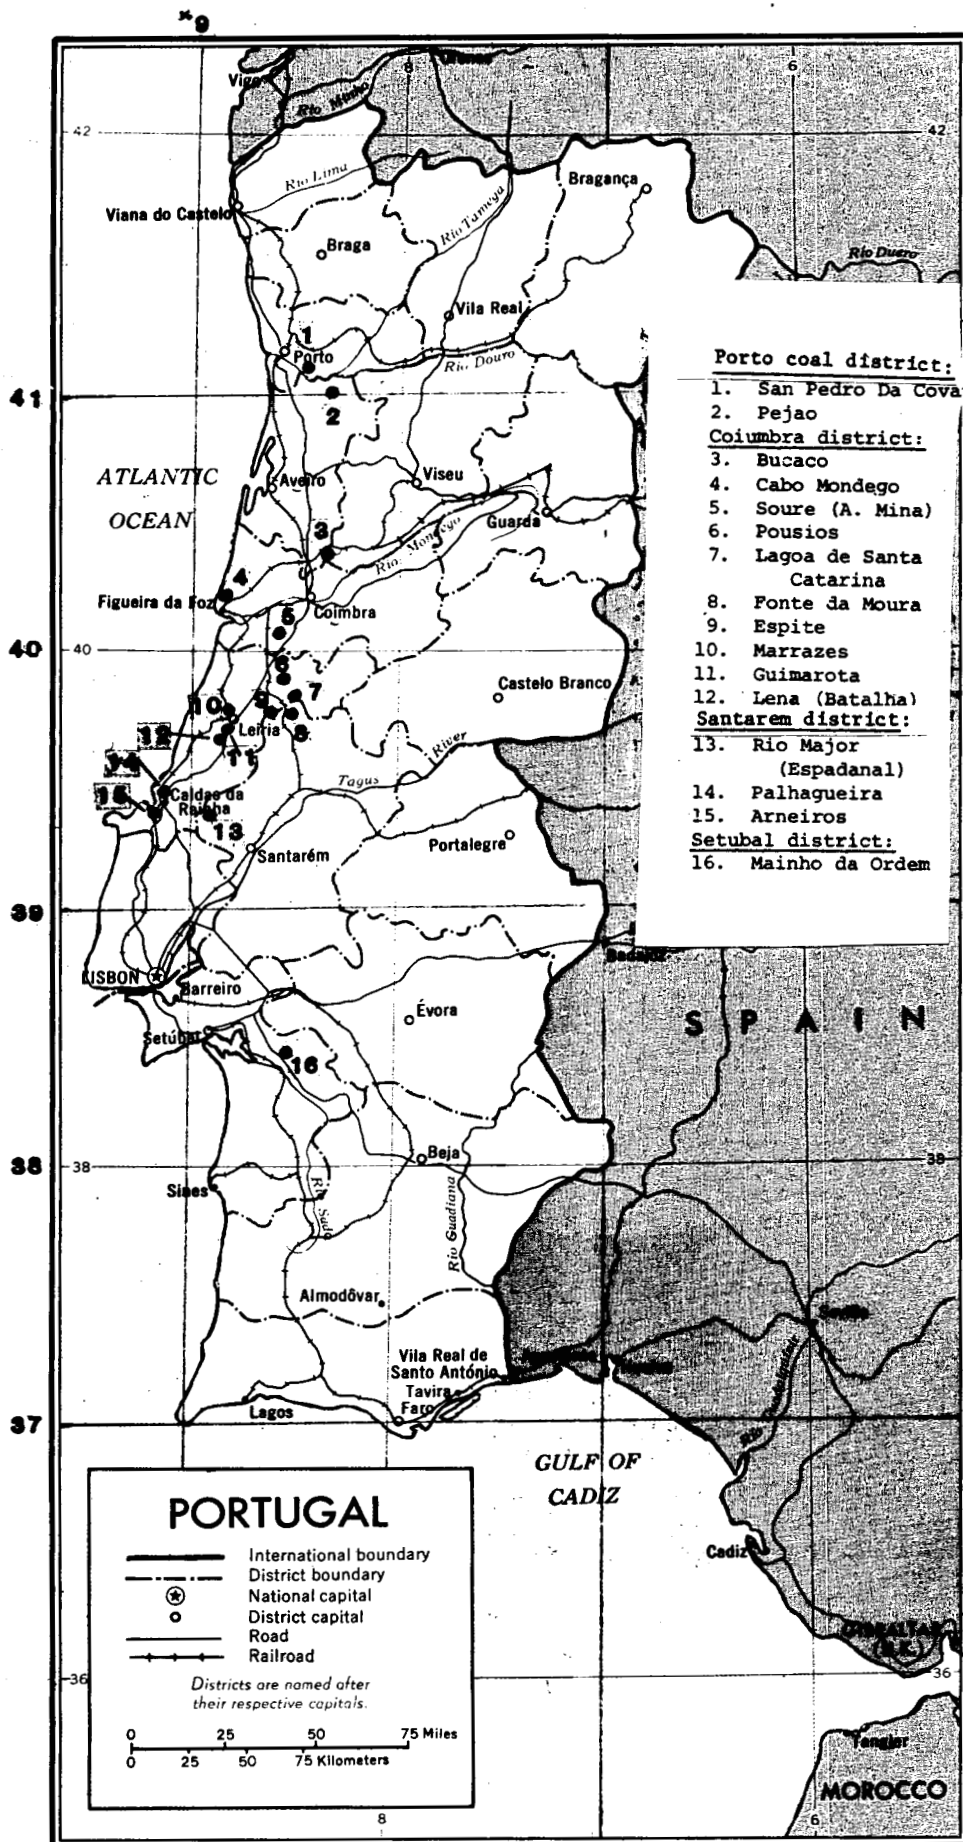 *9
Vigo
Rio Minho
8
Orense
6
42
42
Rio Lima
Bragança
Viana do Castelo
Rio Tamega
Braga
Rio Duero
Vila Real
1
Porto
Rio Douro
2
41
Porto coal district:
1. San Pedro Da Cova
2. Pejao
Coiumbra district:
3. Bucaco
4. Cabo Mondego
5. Soure (A. Mina)
6. Pousios
7. Lagoa de Santa
Catarina
8. Fonte da Moura
9. Espite
10. Marrazes
11. Guimarota
12. Lena (Batalha)
Santarem district:
13. Rio Major
(Espadanal)
14. Palhagueira
15. Arneiros
Setubal district:
16. Mainho da Ordem
ATLANTIC
OCEAN
Aveiro
Viseu
Guarda
3
Rio Mondego
4
Figueira da Foz
Coimbra
5
40
40
6
7
Castelo Branco
9
10
Leiria
8
12
11
River
14
Tagus
15
Caldas da
Rainha
13
Santarém
Portalegre
39
LISBON
Barreiro
Badajoz
Évora
SPAIN
Setúbal
16
38
38
38
Beja
Sines
Rio Sado
Rio Guadiana
Almodôvar
Sevilla
Vila Real de
Santo António
Tavira
Faro
Lagos
37
Rio Guadalquivir
GULF OF
CADIZ
Cadiz
GIBRALTAR
(U.K.)
36
36
Tangier
MOROCCO
PORTUGAL
International boundary
District boundary
National capital
District capital
Road
Railroad
Districts are named after
their respective capitals.
0 25 50 75 Miles
0 25 50 75 Kilometers
8
6